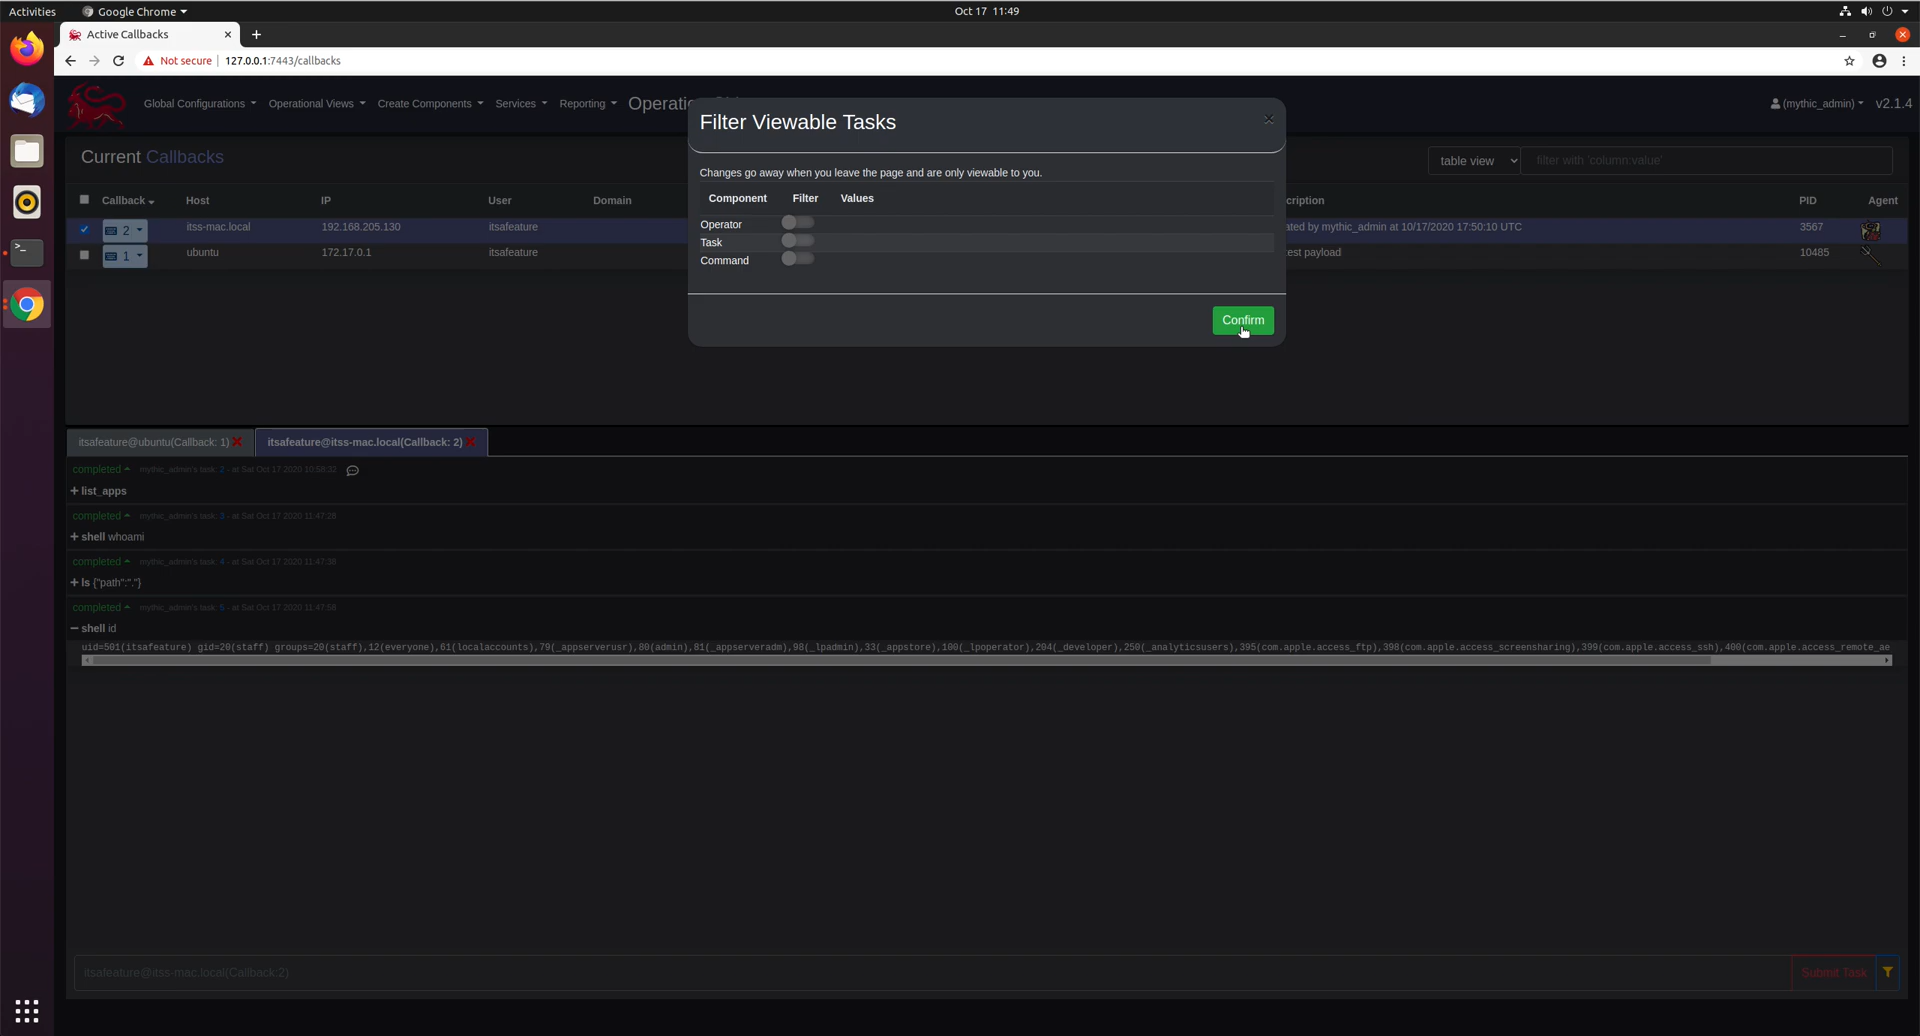 Activities Google Chrome Oct 17 11:49
Active Callbacks
Not secure 127.0.0.1:7443/callbacks
Global Configurations Operational Views Create Components Services Reporting (mythic_admin) v2.1.4
Filter Viewable Tasks
Changes go away when you leave the page and are only viewable to you.
Component Filter Values
Operator
Task
Command
Confirm
Current Callbacks table view filter with 'column:value'
Callback Host IP User Domain PID Agent
2 itss-mac.local 192.168.205.130 itsafeature ated by mythic_admin at 10/17/2020 17:50:10 UTC 3567
1 ubuntu 172.17.0.1 itsafeature est payload 10485
itsafeature@ubuntu(Callback: 1) itsafeature@itss-mac.local(Callback: 2)
completed mythic_admin's task: 2 - at Sat Oct 17 2020 10:58:32
+ list_apps
completed mythic_admin's task: 3 - at Sat Oct 17 2020 11:47:28
+ shell whoami
completed mythic_admin's task: 4 - at Sat Oct 17 2020 11:47:38
+ ls {"path":"."}
completed mythic_admin's task: 5 - at Sat Oct 17 2020 11:47:58
− shell id
uid=501(itsafeature) gid=20(staff) groups=20(staff),12(everyone),61(localaccounts),79(_appserverusr),80(admin),81(_appserveradm),98(_lpadmin),33(_appstore),100(_lpoperator),204(_developer),250(_analyticsusers),395(com.apple.access_ftp),398(com.apple.access_screensharing),399(com.apple.access_ssh),400(com.apple.access_remote_ae
itsafeature@itss-mac.local(Callback:2) Submit Task